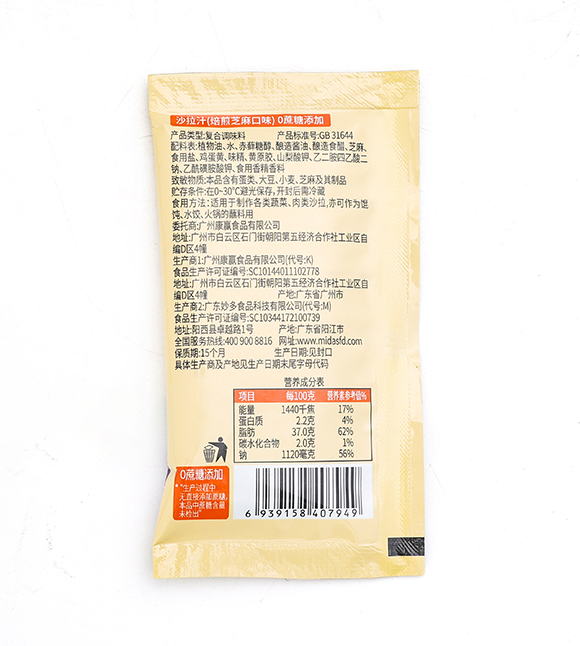 沙拉汁(焙煎芝麻口味) 0蔗糖添加
产品类型:复合调味料 产品标准号:GB 31644
配料表:植物油、水、赤藓糖醇、酿造酱油、酿造食醋、芝麻、
食用盐、鸡蛋黄、味精、黄原胶、山梨酸钾、乙二胺四乙酸二
钠、乙酰磺胺酸钾、食用香精香料
致敏物质:本品含有蛋类、大豆、小麦、芝麻及其制品
贮存条件:在0~30℃避光保存,开封后需冷藏
食用方法:适用于制作各类蔬菜、肉类沙拉,亦可作为馄
饨、水饺、火锅的蘸料用
委托商:广州康赢食品有限公司
地址:广州市白云区石门街朝阳第五经济合作社工业区自
编D区4幢
生产商1:广州康赢食品有限公司(代号:K)
食品生产许可证编号:SC10144011102778
地址:广州市白云区石门街朝阳第五经济合作社工业区自
编D区4幢 产地:广东省广州市
生产商2:广东妙多食品科技有限公司(代号:M)
食品生产许可证编号:SC10344172100739
地址:阳西县卓越路1号 产地:广东省阳江市
全国服务热线:400 900 8816 网址:www.midasfd.com
保质期:15个月 生产日期:见封口
具体生产商及产地见生产日期末尾字母代码
营养成分表
项目 每100克 营养素参考值%
能量 1440千焦 17%
蛋白质 2.2克 4%
脂肪 37.0克 62%
碳水化合物 2.0克 1%
钠 1120毫克 56%
0蔗糖添加
*"生产过程中
无直接添加蔗糖,
本品中蔗糖含量
未检出"
6 939158 407949